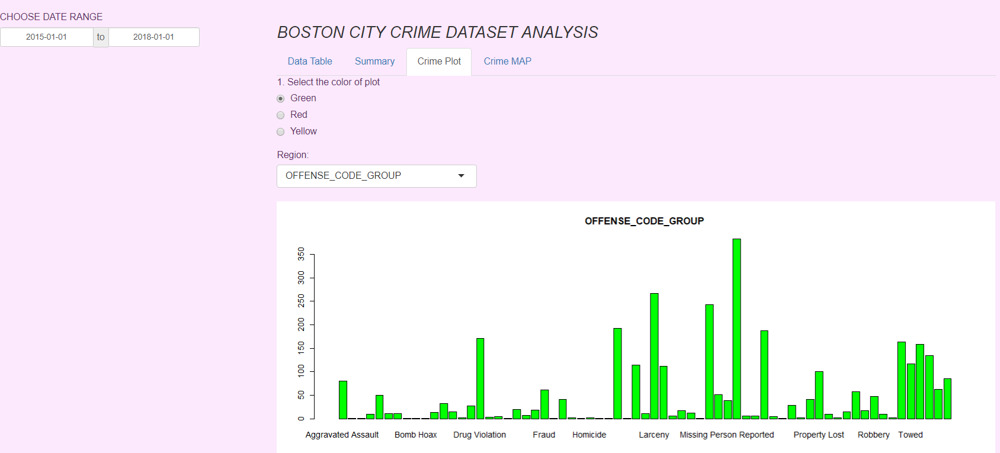 CHOOSE DATE RANGE
2015-01-01 to 2018-01-01
BOSTON CITY CRIME DATASET ANALYSIS
Data Table Summary Crime Plot Crime MAP
1. Select the color of plot
Green
Red
Yellow
Region:
OFFENSE_CODE_GROUP
OFFENSE_CODE_GROUP
350
300
250
200
150
100
50
0
Aggravated Assault Bomb Hoax Drug Violation Fraud Homicide Larceny Missing Person Reported Property Lost Robbery Towed